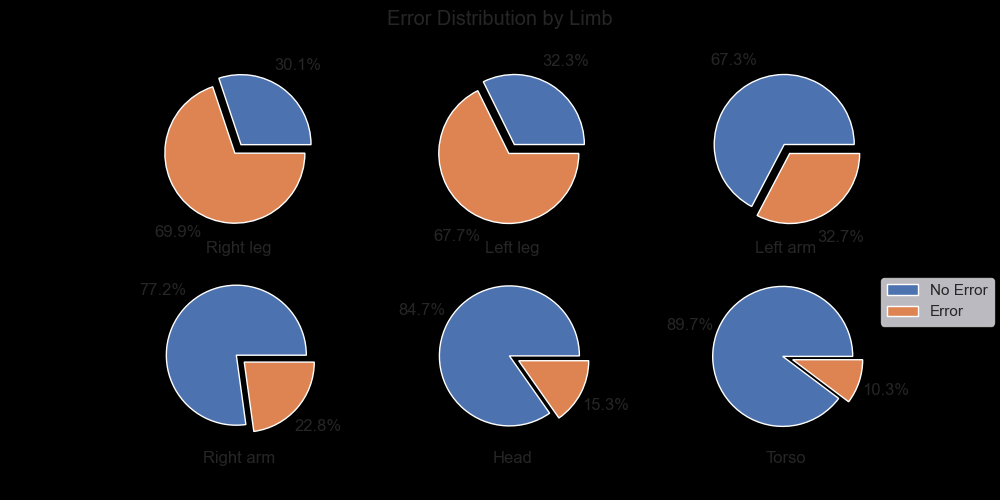 Error Distribution by Limb
30.1%
32.3%
67.3%
69.9%
67.7%
32.7%
Right leg
Left leg
Left arm
77.2%
84.7%
89.7%
No Error
Error
22.8%
15.3%
10.3%
Right arm
Head
Torso